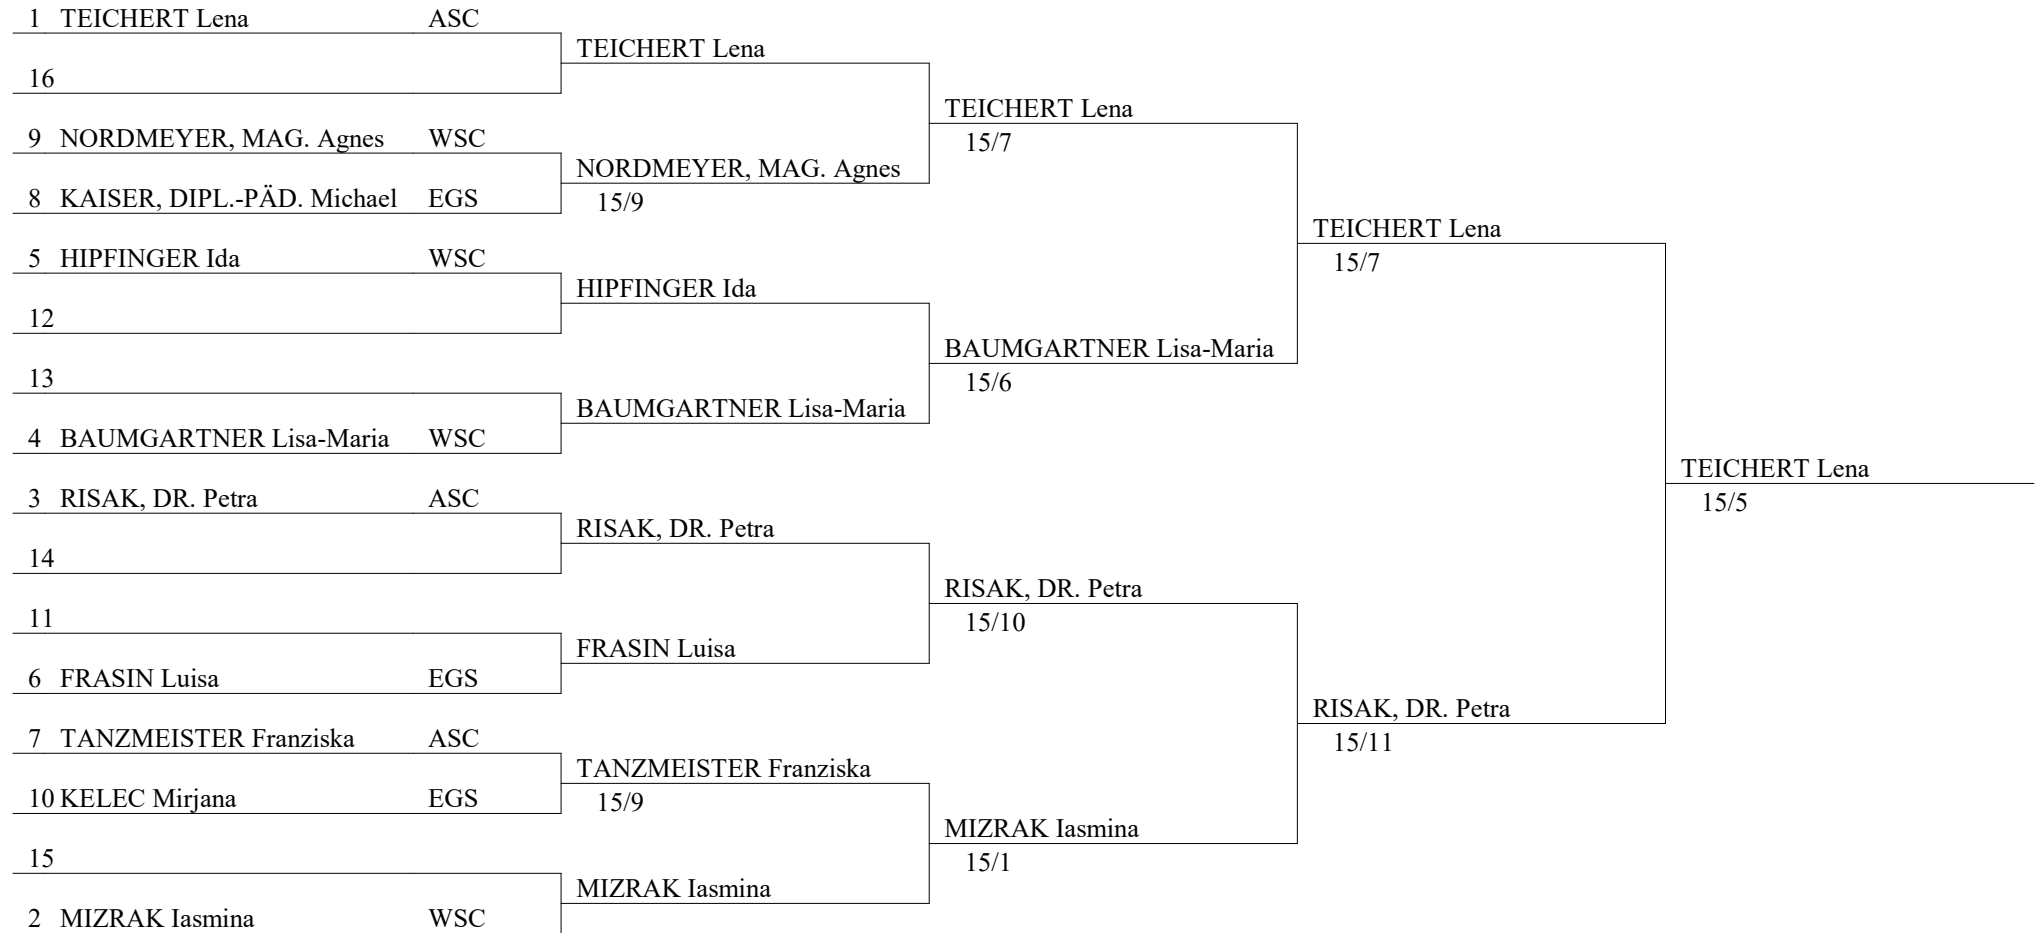 1 TEICHERT Lena ASC
TEICHERT Lena
16
TEICHERT Lena
15/7
9 NORDMEYER, MAG. Agnes WSC
NORDMEYER, MAG. Agnes
15/9
8 KAISER, DIPL.-PÄD. Michael EGS
TEICHERT Lena
15/7
5 HIPFINGER Ida WSC
HIPFINGER Ida
12
BAUMGARTNER Lisa-Maria
15/6
13
BAUMGARTNER Lisa-Maria
4 BAUMGARTNER Lisa-Maria WSC
TEICHERT Lena
15/5
3 RISAK, DR. Petra ASC
RISAK, DR. Petra
14
RISAK, DR. Petra
15/10
11
FRASIN Luisa
6 FRASIN Luisa EGS
RISAK, DR. Petra
15/11
7 TANZMEISTER Franziska ASC
TANZMEISTER Franziska
15/9
10 KELEC Mirjana EGS
MIZRAK Iasmina
15/1
15
MIZRAK Iasmina
2 MIZRAK Iasmina WSC